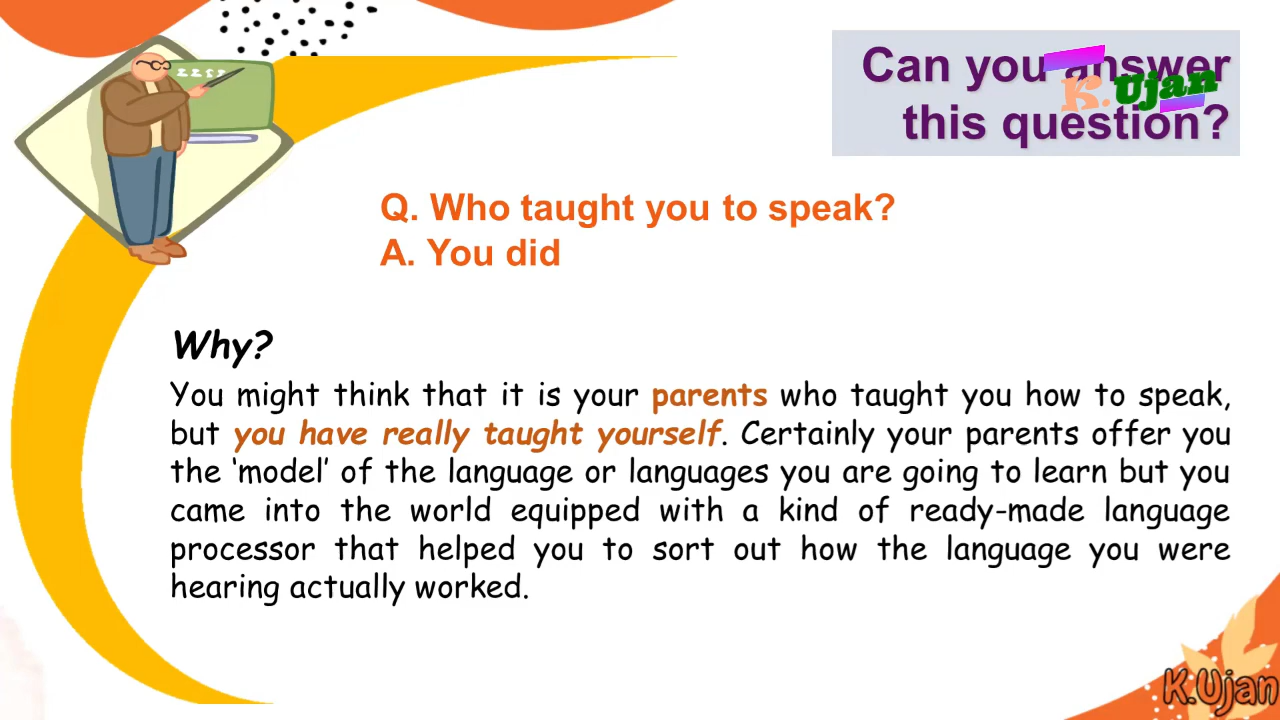 Can you answer
this question?
K.Ujan
Q. Who taught you to speak?
A. You did
Why?
You might think that it is your parents who taught you how to speak,
but you have really taught yourself. Certainly your parents offer you
the ‘model’ of the language or languages you are going to learn but you
came into the world equipped with a kind of ready-made language
processor that helped you to sort out how the language you were
hearing actually worked.
K.Ujan